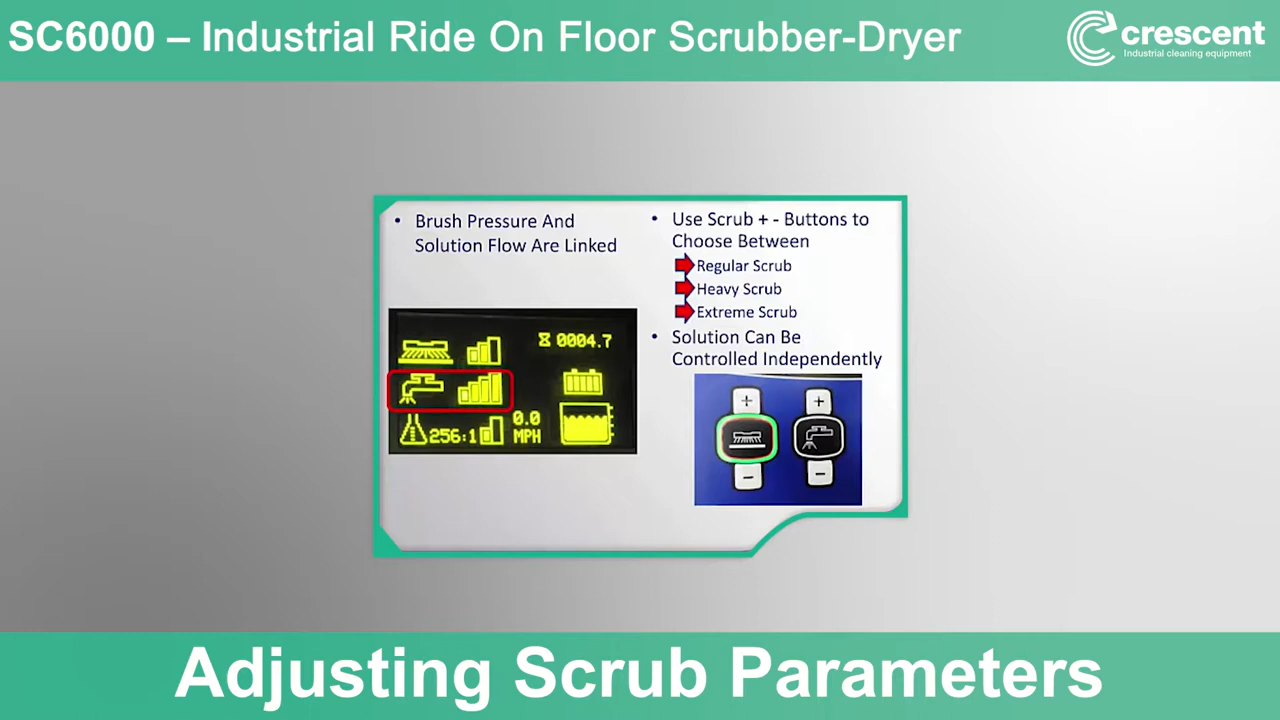 SC6000 – Industrial Ride On Floor Scrubber-Dryer
crescent
Industrial cleaning equipment
• Brush Pressure And
Solution Flow Are Linked
0004.7
256:1
0.0
MPH
• Use Scrub + - Buttons to
Choose Between
Regular Scrub
Heavy Scrub
Extreme Scrub
• Solution Can Be
Controlled Independently
+ +
- -
Adjusting Scrub Parameters